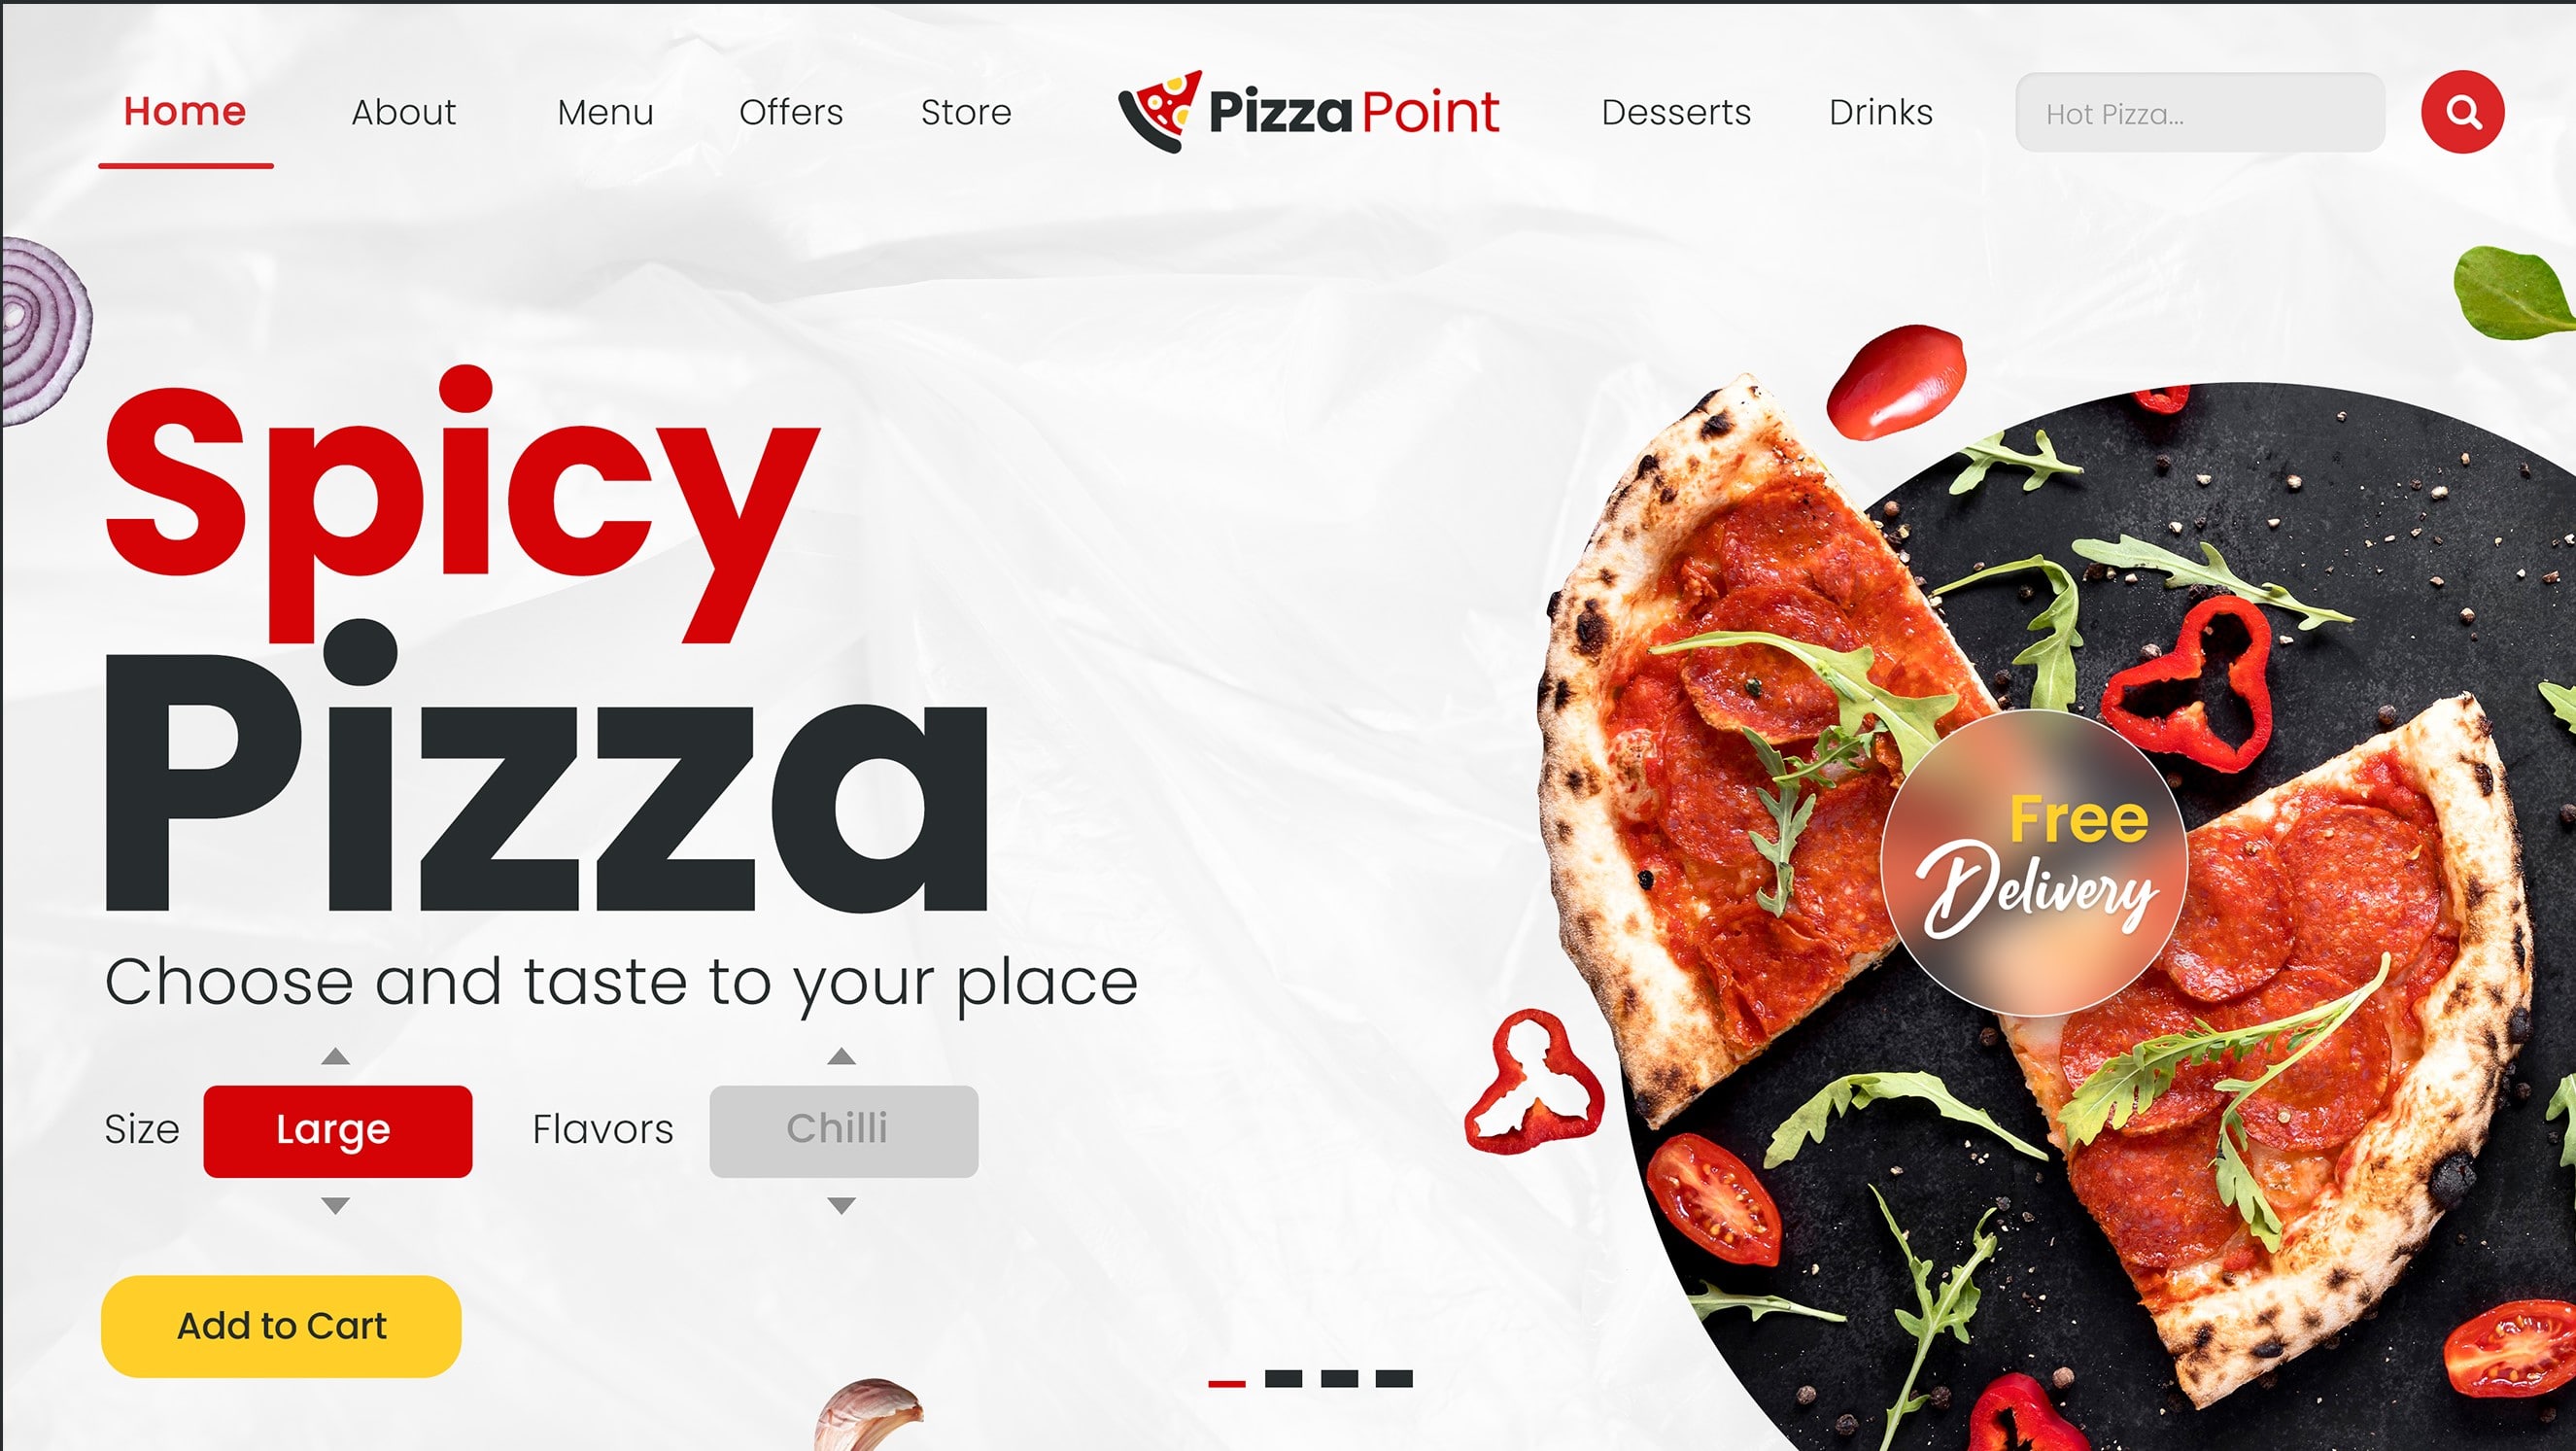 Home About Menu Offers Store Pizza Point Desserts Drinks Hot Pizza...
Spicy
Pizza
Choose and taste to your place
Size Large Flavors Chilli
Add to Cart
Free
Delivery